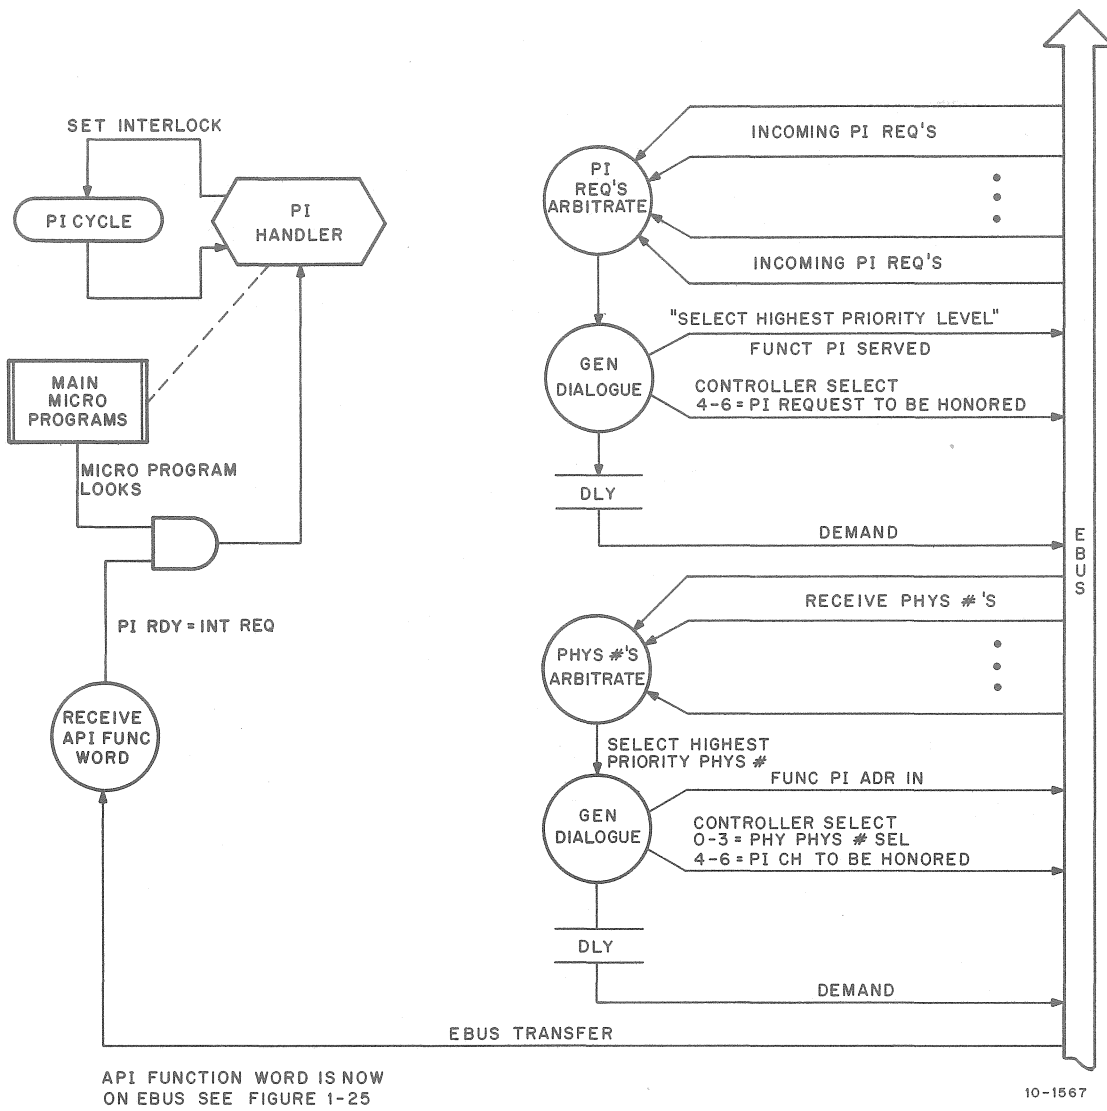 SET INTERLOCK
PI CYCLE
PI
HANDLER
MAIN
MICRO
PROGRAMS
MICRO PROGRAM
LOOKS
PI RDY = INT REQ
RECEIVE
API FUNC
WORD
INCOMING PI REQ'S
PI
REQ'S
ARBITRATE
INCOMING PI REQ'S
"SELECT HIGHEST PRIORITY LEVEL"
FUNCT PI SERVED
GEN
DIALOGUE
CONTROLLER SELECT
4-6 = PI REQUEST TO BE HONORED
DLY
DEMAND
EBUS
RECEIVE PHYS #'S
PHYS #'S
ARBITRATE
SELECT HIGHEST
PRIORITY PHYS #
FUNC PI ADR IN
GEN
DIALOGUE
CONTROLLER SELECT
0-3 = PHY PHYS # SEL
4-6 = PI CH TO BE HONORED
DLY
DEMAND
EBUS TRANSFER
API FUNCTION WORD IS NOW
ON EBUS SEE FIGURE 1-25
10-1567